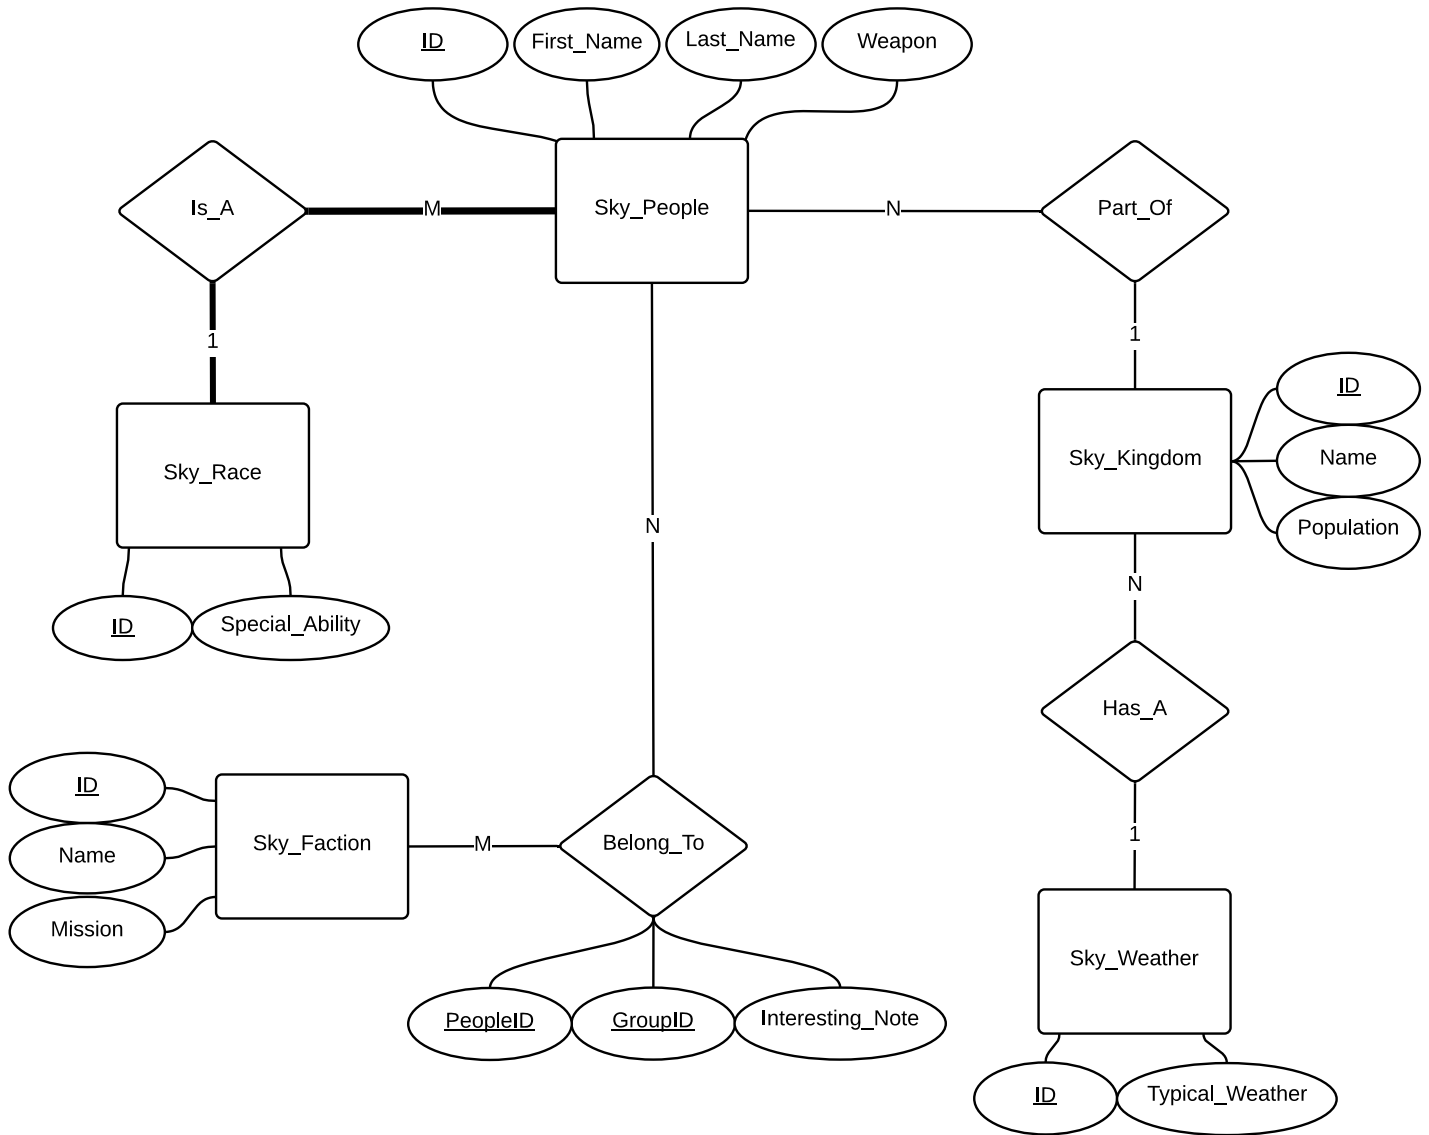 ID
First_Name
Last_Name
Weapon
Is_A
M
Sky_People
N
Part_Of
1
1
ID
Sky_Race
Sky_Kingdom
Name
N
Population
N
ID
Special_Ability
Has_A
ID
Name
Sky_Faction
M
Belong_To
1
Mission
Sky_Weather
PeopleID
GroupID
Interesting_Note
ID
Typical_Weather